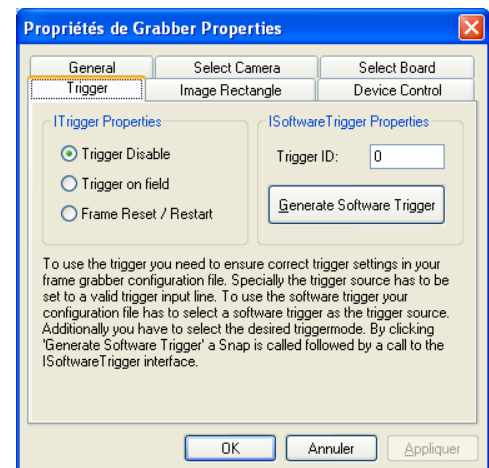 Propriétés de Grabber Properties
General
Select Camera
Select Board
Trigger
Image Rectangle
Device Control
ITrigger Properties
Trigger Disable
Trigger on field
Frame Reset / Restart
ISoftwareTrigger Properties
Trigger ID:
0
Generate Software Trigger
To use the trigger you need to ensure correct trigger settings in your
frame grabber configuration file. Specially the trigger source has to be
set to a valid trigger input line. To use the software trigger your
configuration file has to select a software trigger as the trigger source.
Additionally you have to select the desired triggermode. By clicking
'Generate Software Trigger' a Snap is called followed by a call to the
ISoftwareTrigger interface.
OK
Annuler
Appliquer